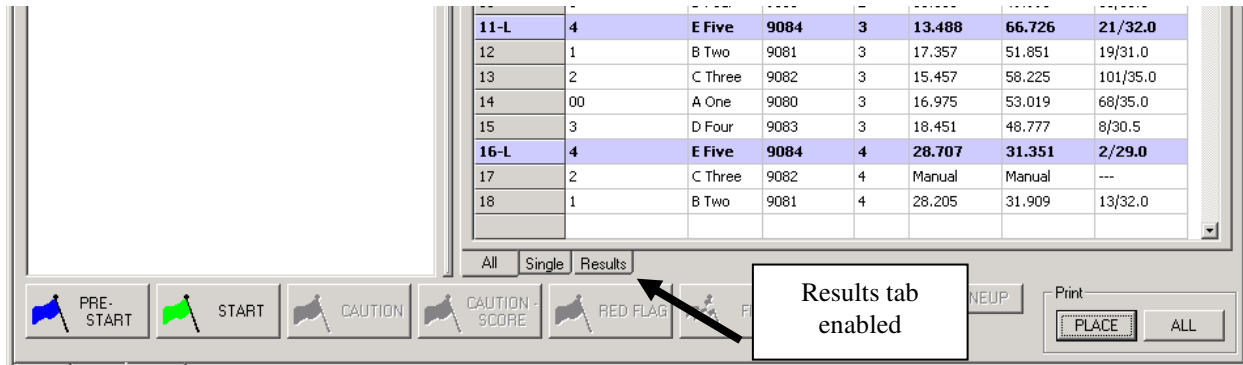 11-L 4 E Five 9084 3 13.488 66.726 21/32.0
12 1 B Two 9081 3 17.357 51.851 19/31.0
13 2 C Three 9082 3 15.457 58.225 101/35.0
14 00 A One 9080 3 16.975 53.019 68/35.0
15 3 D Four 9083 3 18.451 48.777 8/30.5
16-L 4 E Five 9084 4 28.707 31.351 2/29.0
17 2 C Three 9082 4 Manual Manual ---
18 1 B Two 9081 4 28.205 31.909 13/32.0
All Single Results
PRE-
START
START
CAUTION
CAUTION -
SCORE
RED FLAG
Results tab
enabled
Print
PLACE ALL